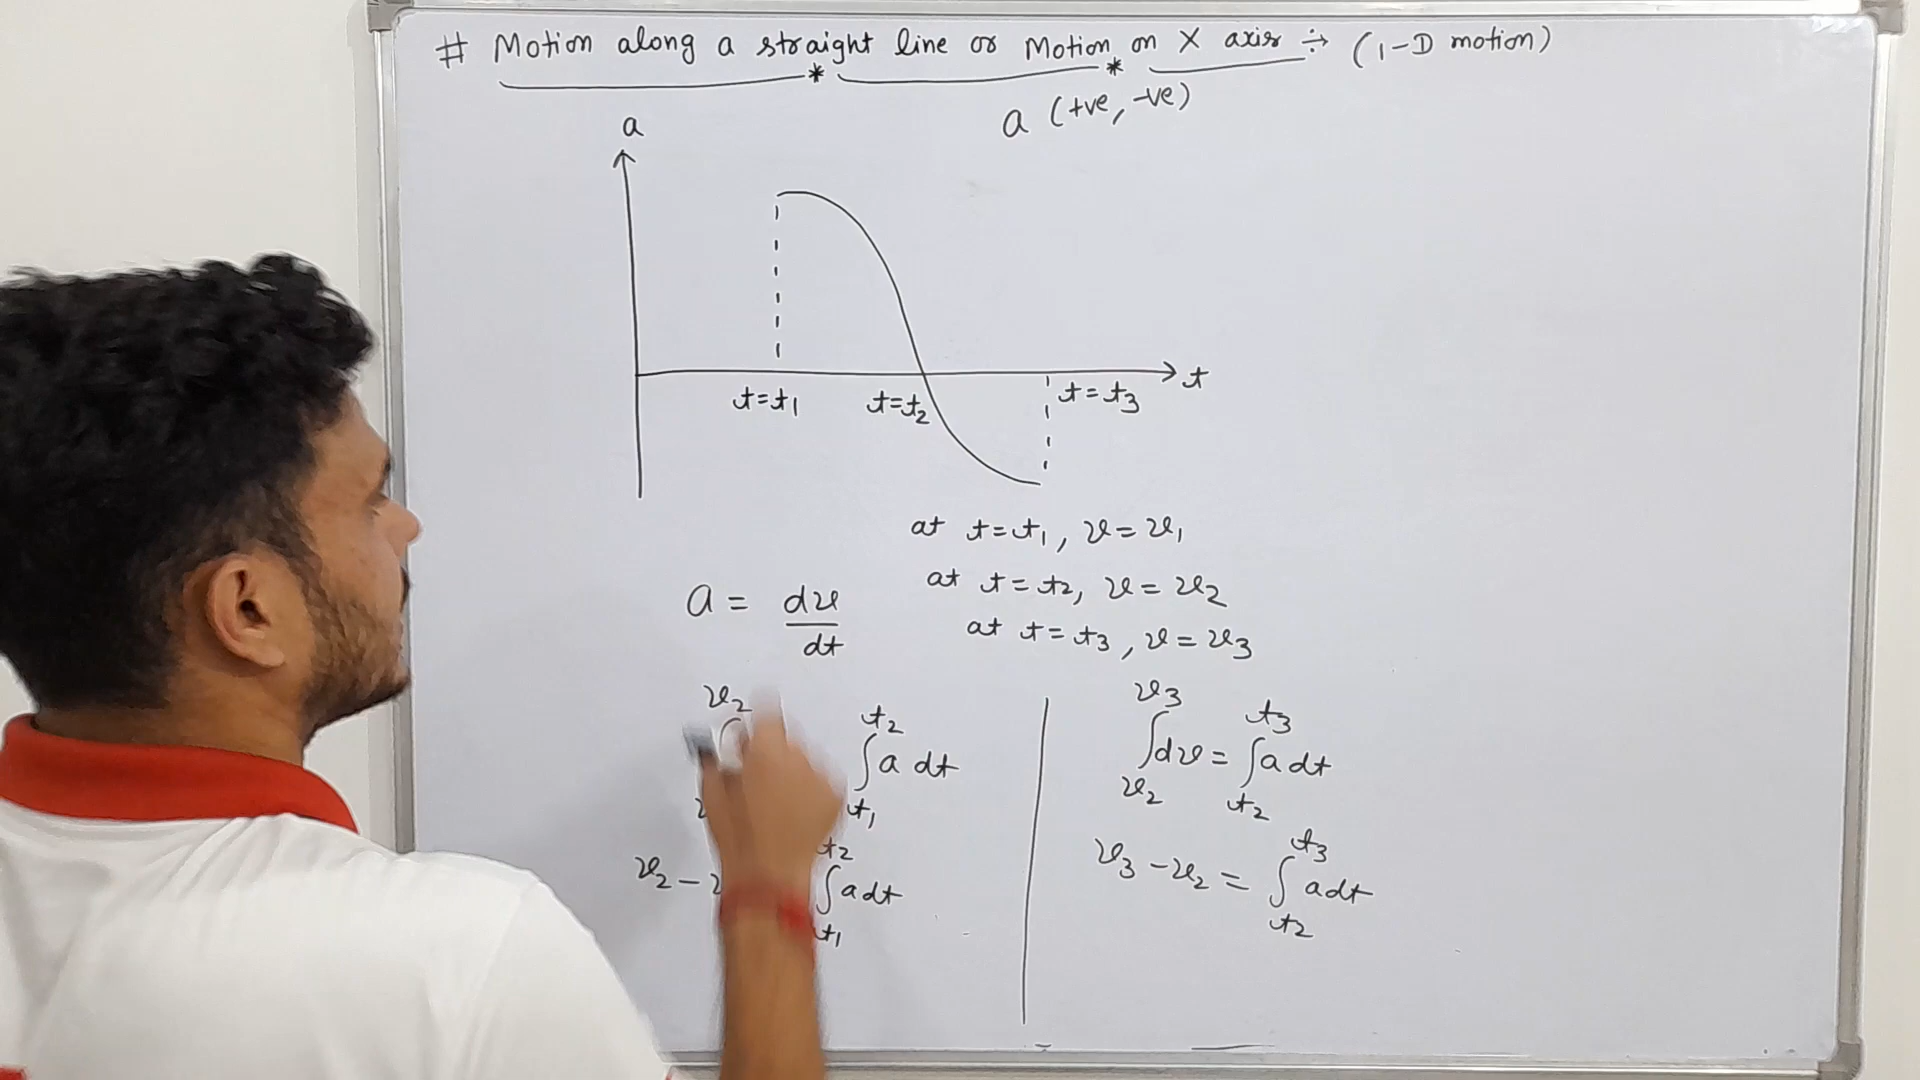 # Motion along a straight line or Motion on X axis ÷ (1-D motion)
* *
a (+ve, -ve)
a
t
t=t1
t=t2
t=t3
at t=t1, v=v1
at t=t2, v=v2
at t=t3, v=v3
a = dv/dt
v2
t2
∫a dt
t1
v2 -
t2
∫a dt
t1
v3
t3
∫dv = ∫a dt
v2
t2
t3
v3 - v2 = ∫a dt
t2